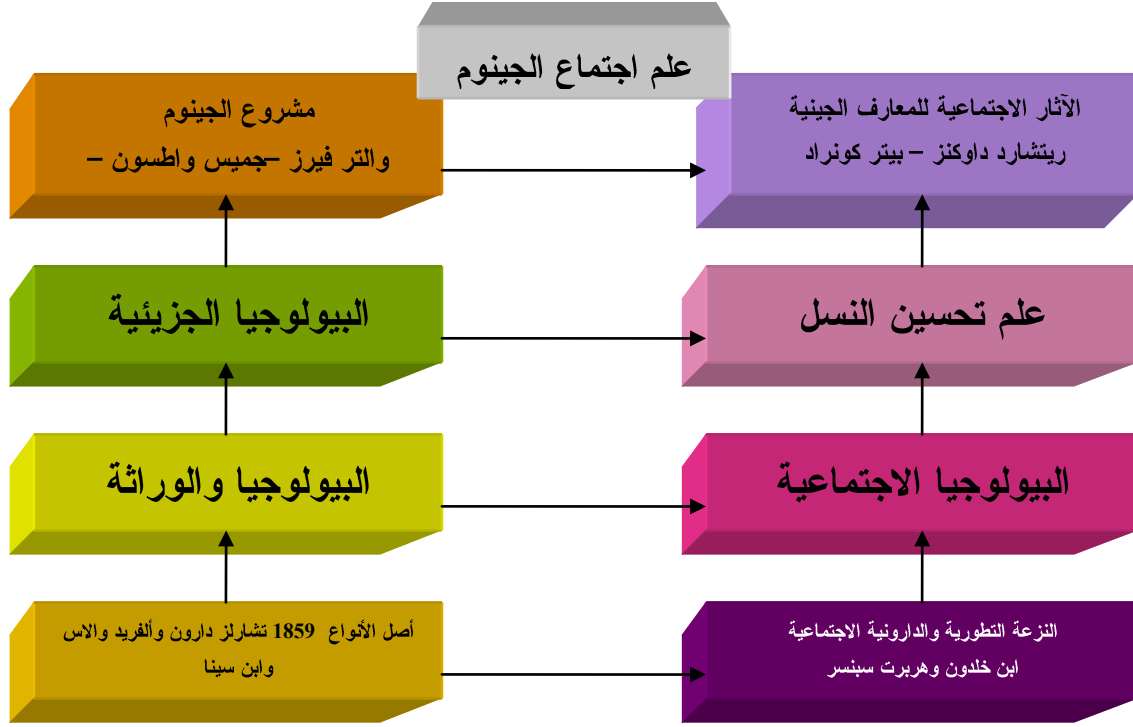 علم اجتماع الجينوم
الآثار الاجتماعية للمعارف الجينية
ريتشارد داوكنز – بيتر كونراد
مشروع الجينوم
والتر فيرز –جميس واطسون –
علم تحسين النسل
البيولوجيا الجزيئية
البيولوجيا الاجتماعية
البيولوجيا والوراثة
النزعة التطورية والدارونية الاجتماعية
ابن خلدون وهربرت سبنسر
أصل الأنواع 1859 تشارلز دارون وألفريد والاس
وابن سينا